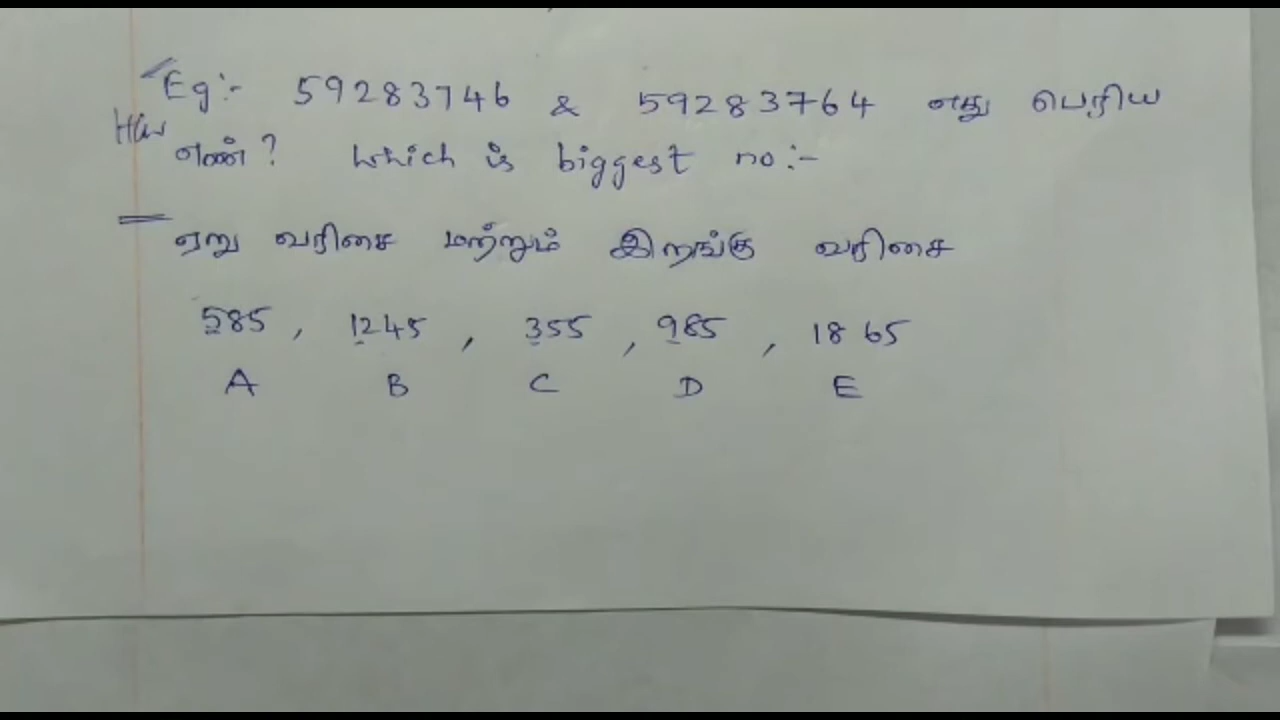 Eg:- 59283746 & 59283764 எது பெரிய
HW
எண்? Which is biggest no:-
ஏறு வரிசை மற்றும் இறங்கு வரிசை
585, 1245, 355, 985, 1865
A B C D E